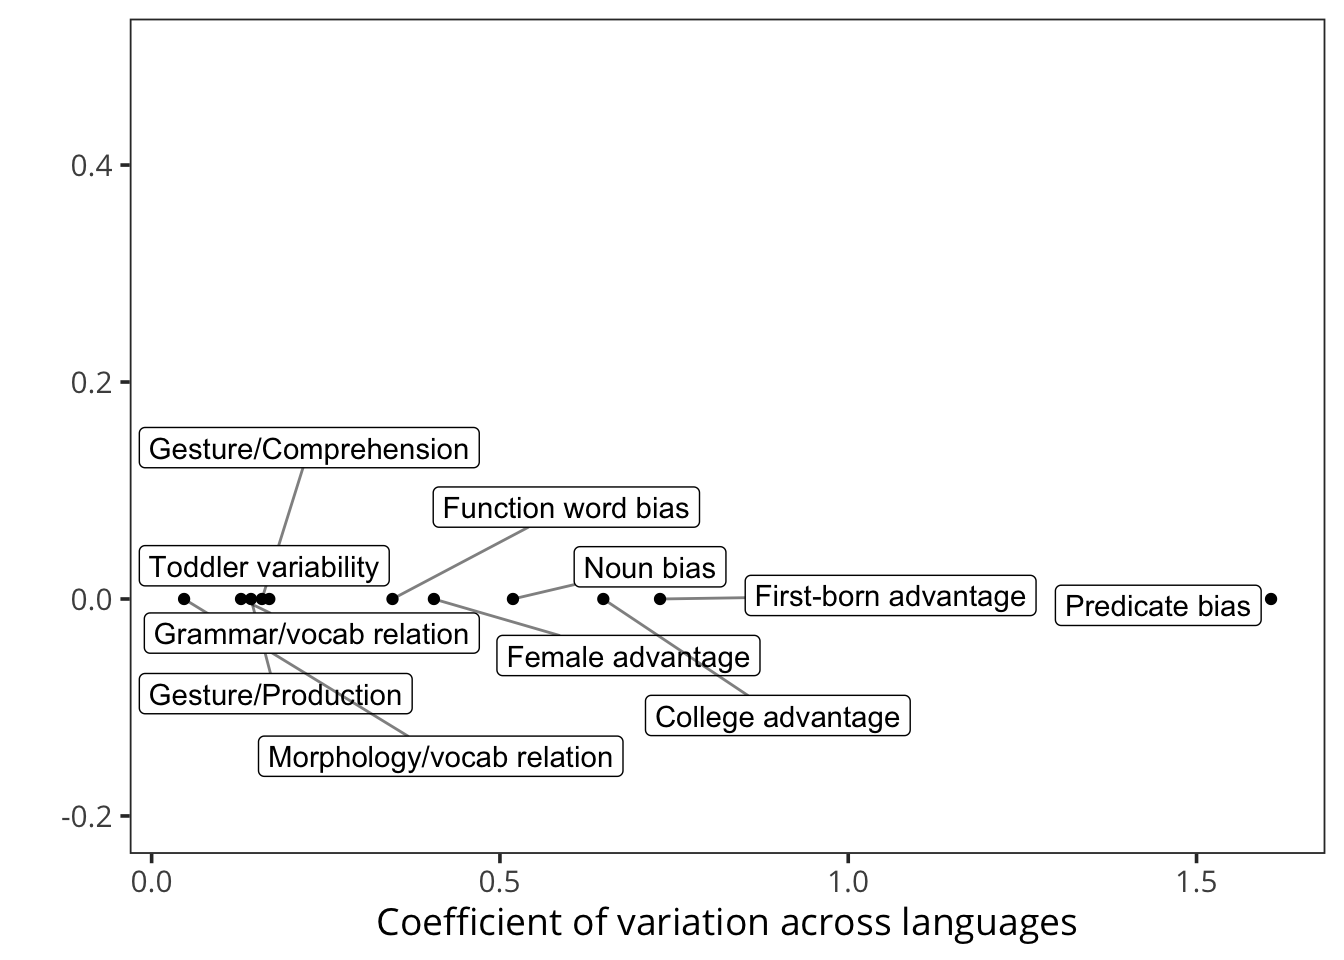 0.4
0.2
Gesture/Comprehension
Function word bias
Toddler variability
Noun bias
First-born advantage
Predicate bias
0.0
Grammar/vocab relation
Female advantage
Gesture/Production
College advantage
Morphology/vocab relation
-0.2
0.0 0.5 1.0 1.5
Coefficient of variation across languages